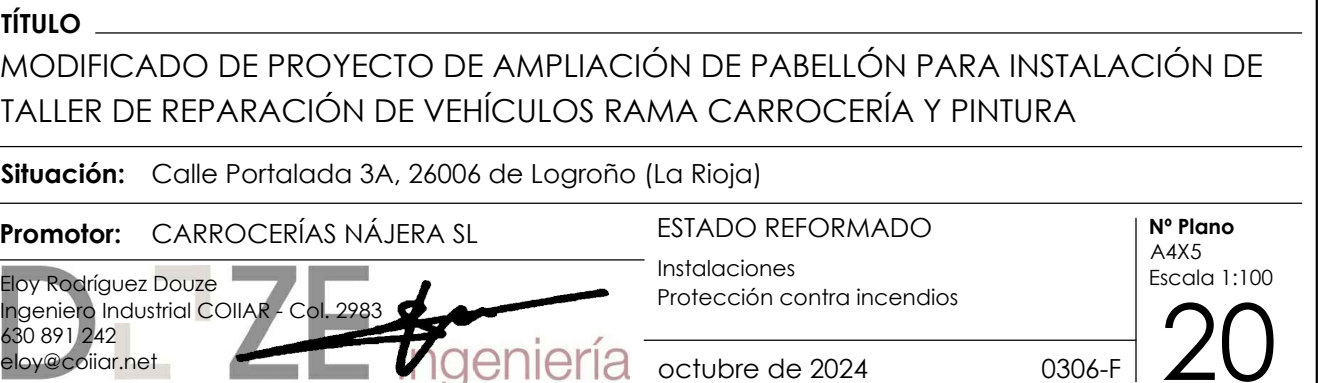 TÍTULO
MODIFICADO DE PROYECTO DE AMPLIACIÓN DE PABELLÓN PARA INSTALACIÓN DE
TALLER DE REPARACIÓN DE VEHÍCULOS RAMA CARROCERÍA Y PINTURA
Situación: Calle Portalada 3A, 26006 de Logroño (La Rioja)
Promotor: CARROCERÍAS NÁJERA SL
Eloy Rodríguez Douze
Ingeniero Industrial COIIAR - Col. 2983
630 891 242
eloy@coiiar.net
ingeniería
ESTADO REFORMADO
Instalaciones
Protección contra incendios
octubre de 2024 0306-F
Nº Plano
A4X5
Escala 1:100
20